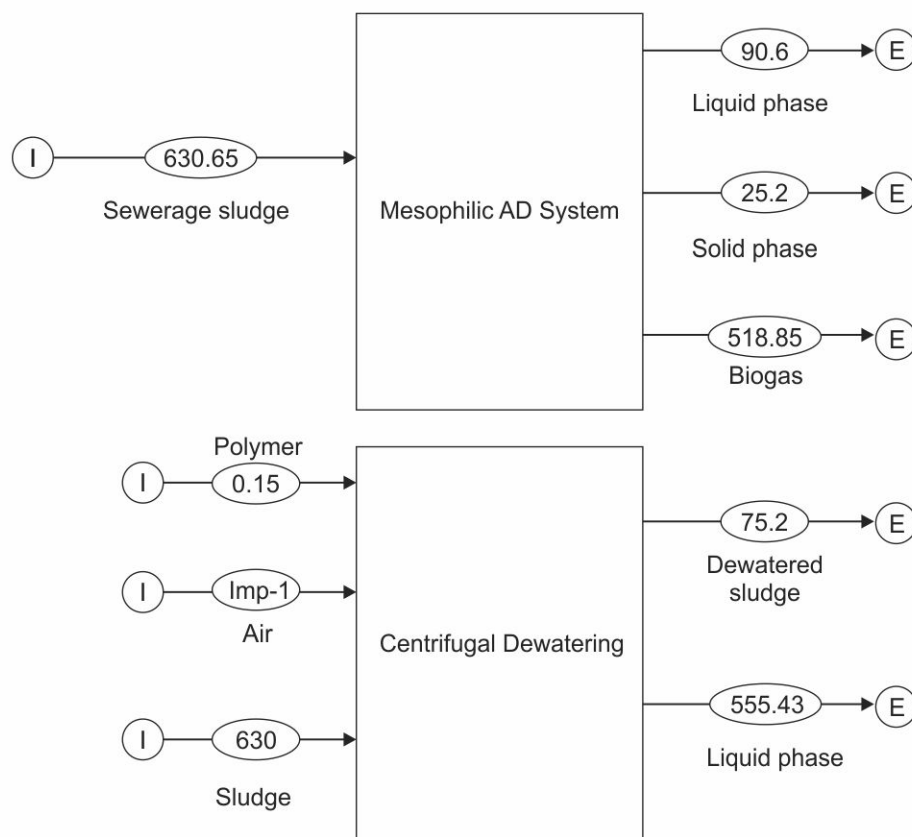 90.6
E
Liquid phase
I
630.65
Sewerage sludge
Mesophilic AD System
25.2
E
Solid phase
518.85
E
Biogas
Polymer
I
0.15
I
Imp-1
Air
I
630
Sludge
Centrifugal Dewatering
75.2
E
Dewatered
sludge
555.43
E
Liquid phase